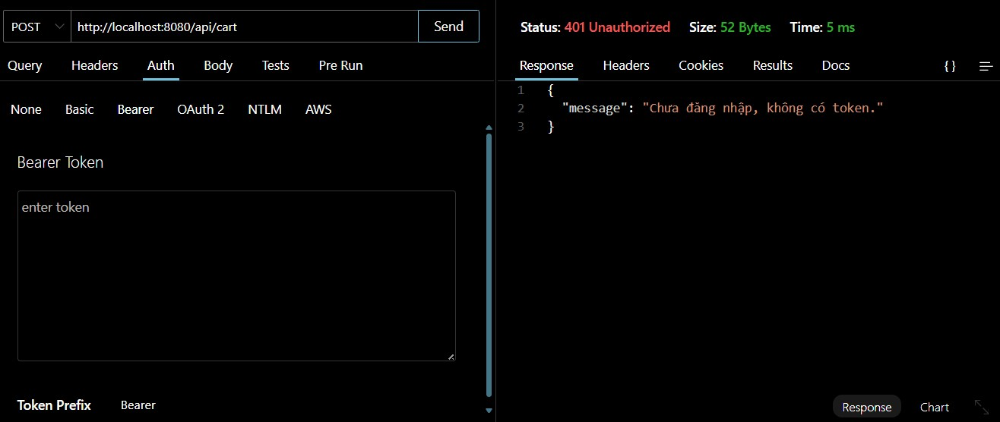 POST http://localhost:8080/api/cart Send
Query Headers Auth Body Tests Pre Run
None Basic Bearer OAuth 2 NTLM AWS
Bearer Token
enter token
Token Prefix Bearer
Status: 401 Unauthorized Size: 52 Bytes Time: 5 ms
Response Headers Cookies Results Docs {}
1 {
2 "message": "Chưa đăng nhập, không có token."
3 }
Response Chart